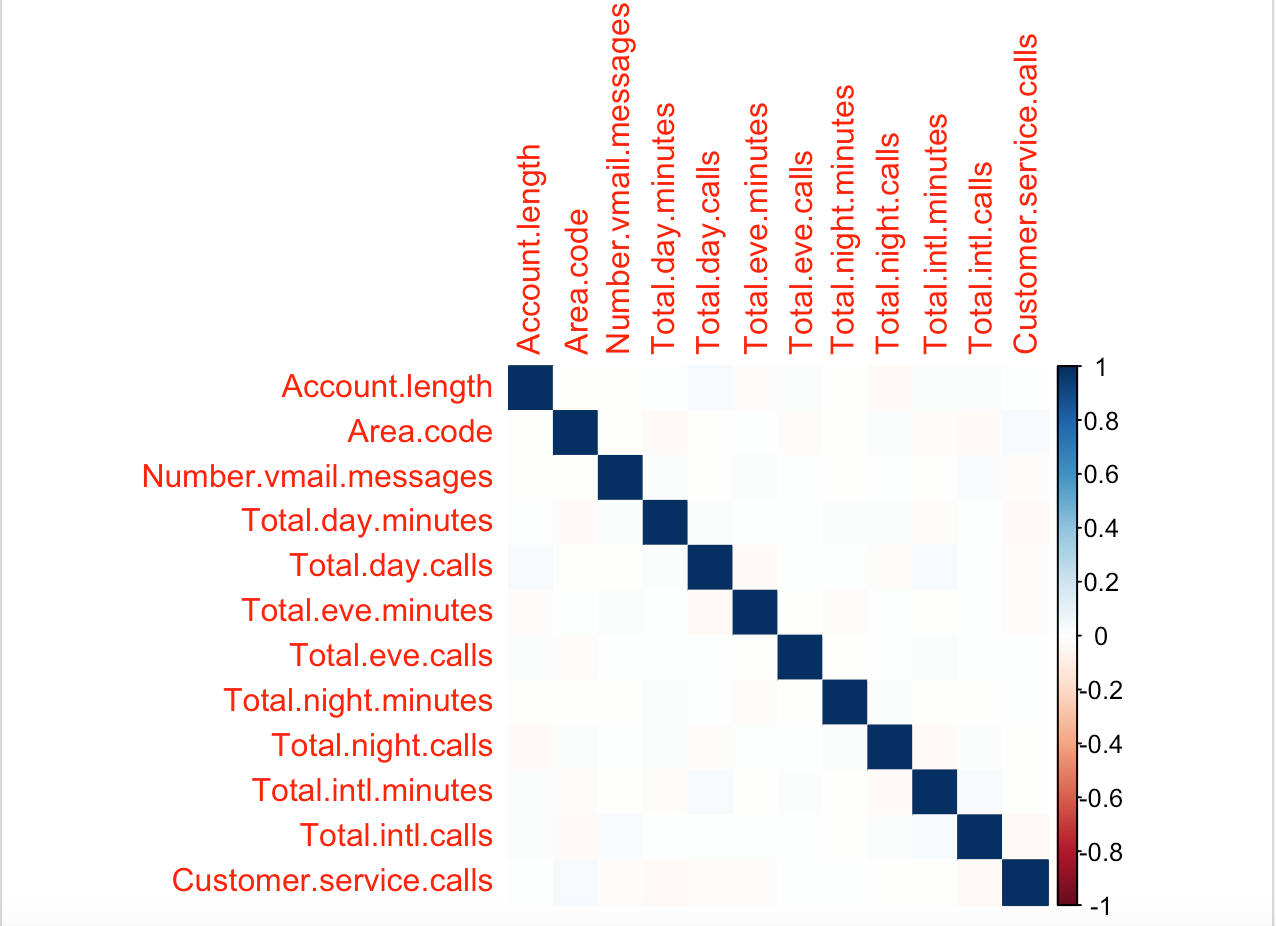 Account.length
Area.code
Number.vmail.messages
Total.day.minutes
Total.day.calls
Total.eve.minutes
Total.eve.calls
Total.night.minutes
Total.night.calls
Total.intl.minutes
Total.intl.calls
Customer.service.calls
Account.length
Area.code
Number.vmail.messages
Total.day.minutes
Total.day.calls
Total.eve.minutes
Total.eve.calls
Total.night.minutes
Total.night.calls
Total.intl.minutes
Total.intl.calls
Customer.service.calls
1
0.8
0.6
0.4
0.2
0
-0.2
-0.4
-0.6
-0.8
-1